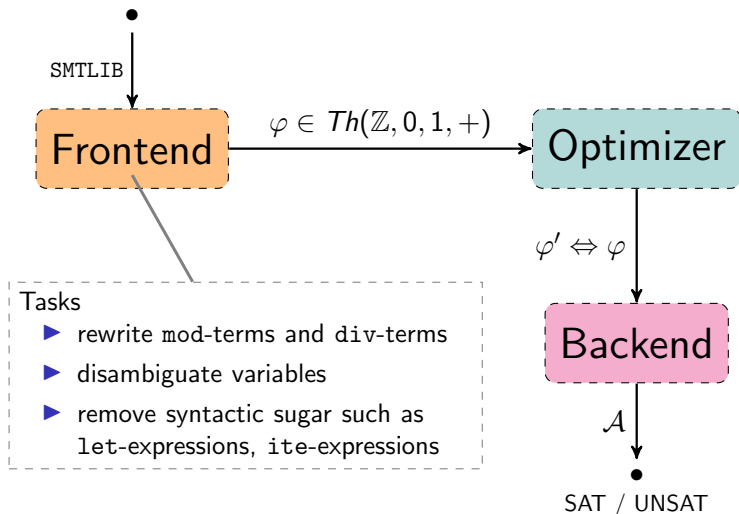 SMTLIB
Frontend
φ ∈ Th(ℤ, 0, 1, +)
Optimizer
φ′ ⇔ φ
Tasks
▶ rewrite mod-terms and div-terms
▶ disambiguate variables
▶ remove syntactic sugar such as
let-expressions, ite-expressions
Backend
𝒜
SAT / UNSAT